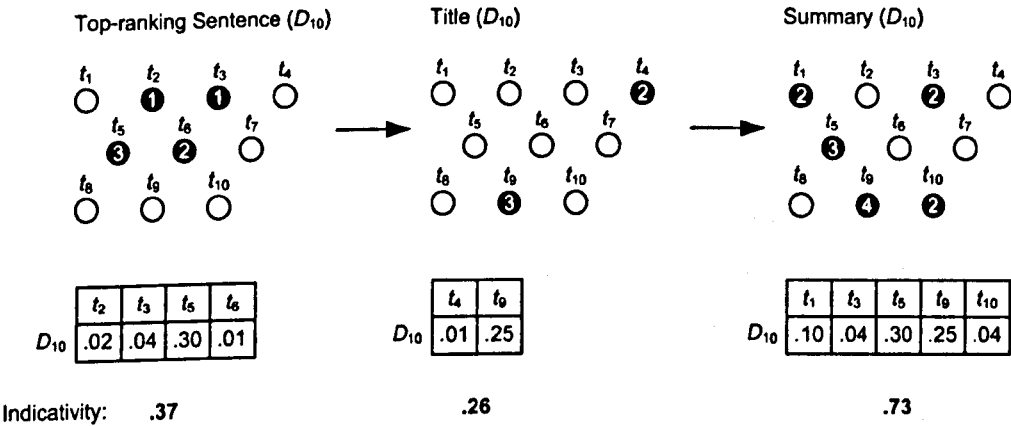 Top-ranking Sentence (D10) Title (D10) Summary (D10)
t1 t2 t3 t4 t1 t2 t3 t4 t1 t2 t3 t4
1 1 2 2 2
t5 t6 t7 t5 t6 t7 t5 t6 t7
3 2 3
t8 t9 t10 t8 t9 t10 t8 t9 t10
3 4 2
t2 t3 t5 t6 t4 t9 t1 t3 t5 t9 t10
D10 .02 .04 .30 .01 D10 .01 .25 D10 .10 .04 .30 .25 .04
Indicativity: .37 .26 .73